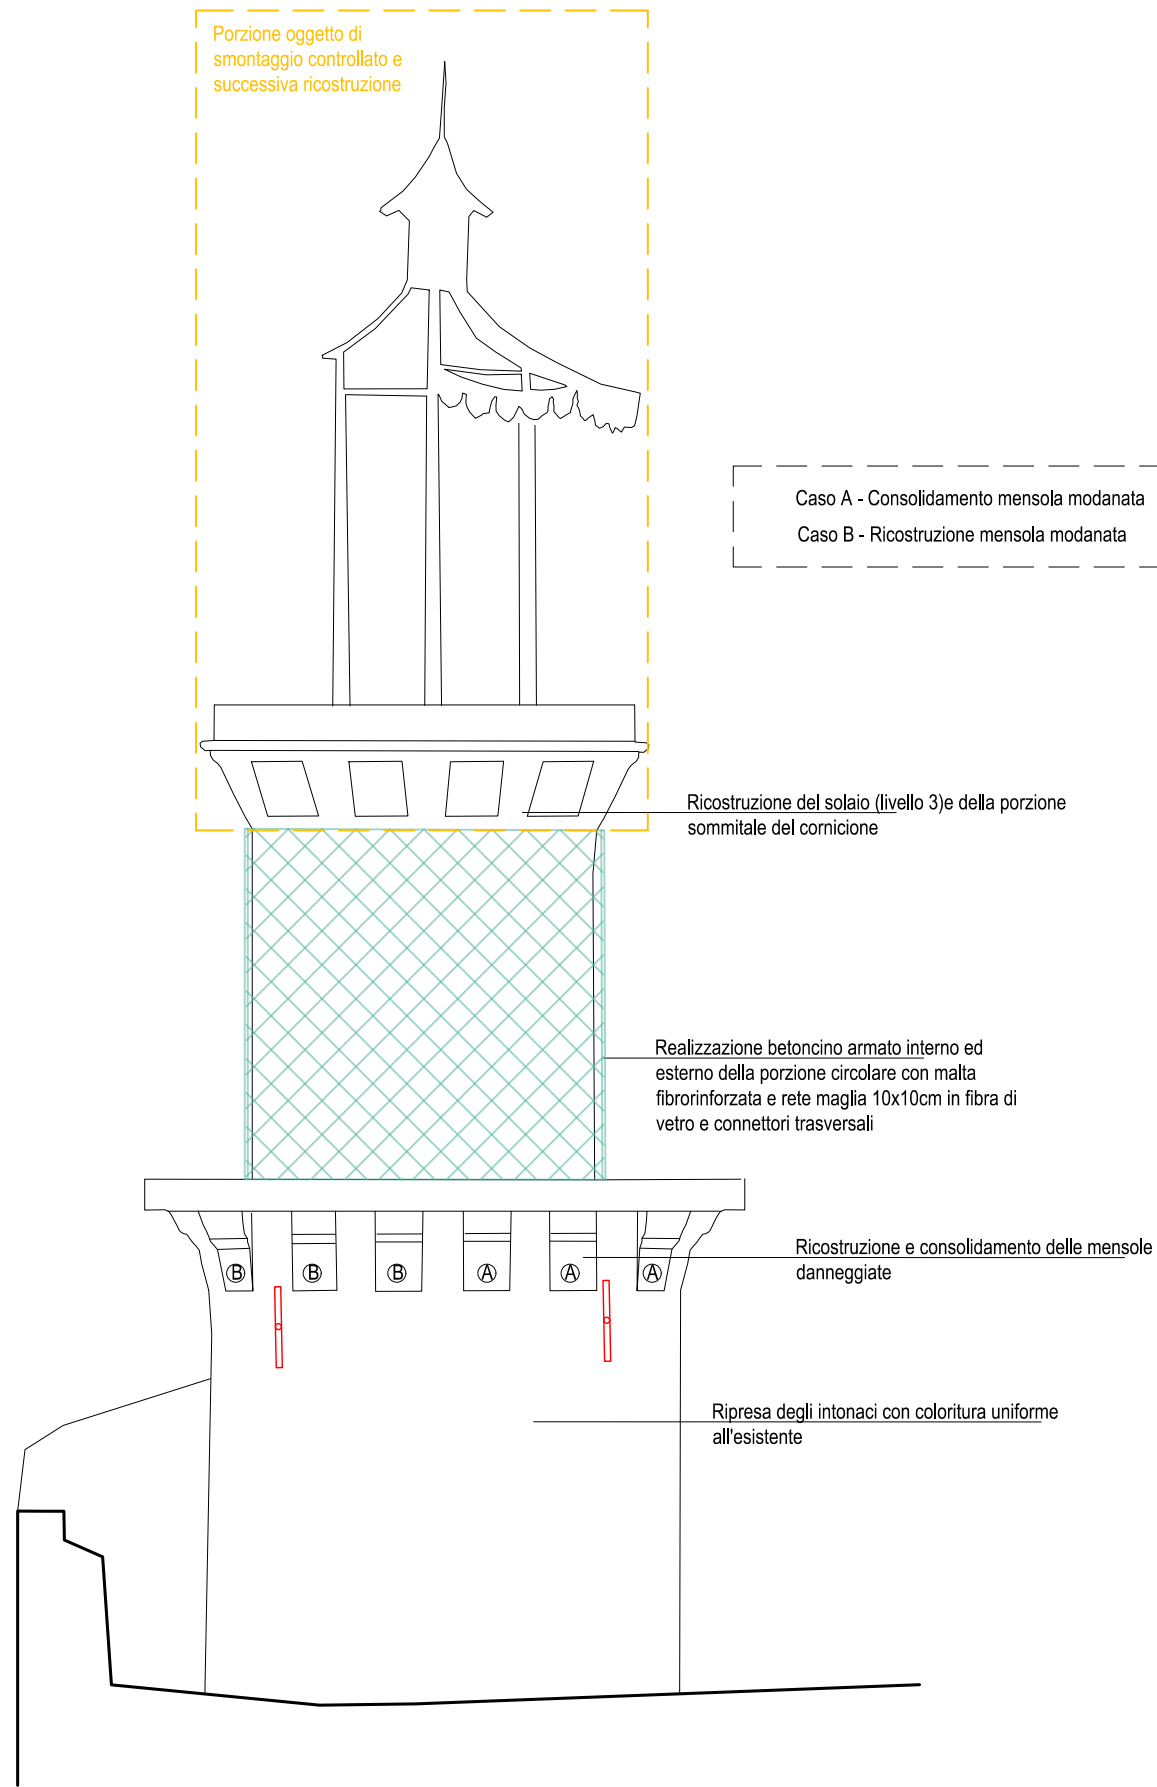 Porzione oggetto di
smontaggio controllato e
successiva ricostruzione
Caso A - Consolidamento mensola modanata
Caso B - Ricostruzione mensola modanata
Ricostruzione del solaio (livello 3)e della porzione
sommitale del cornicione
Realizzazione betoncino armato interno ed
esterno della porzione circolare con malta
fibrorinforzata e rete maglia 10x10cm in fibra di
vetro e connettori trasversali
Ricostruzione e consolidamento delle mensole
danneggiate
B B B A A A
Ripresa degli intonaci con coloritura uniforme
all'esistente